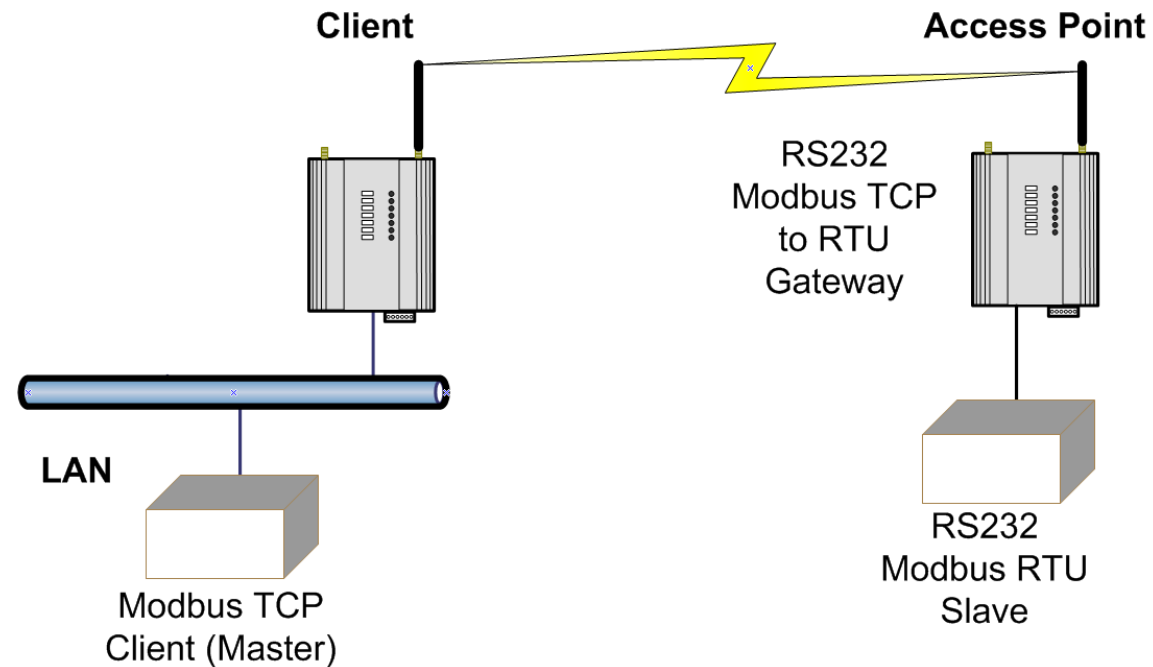 Client
Access Point
RS232
Modbus TCP
to RTU
Gateway
LAN
RS232
Modbus RTU
Slave
Modbus TCP
Client (Master)